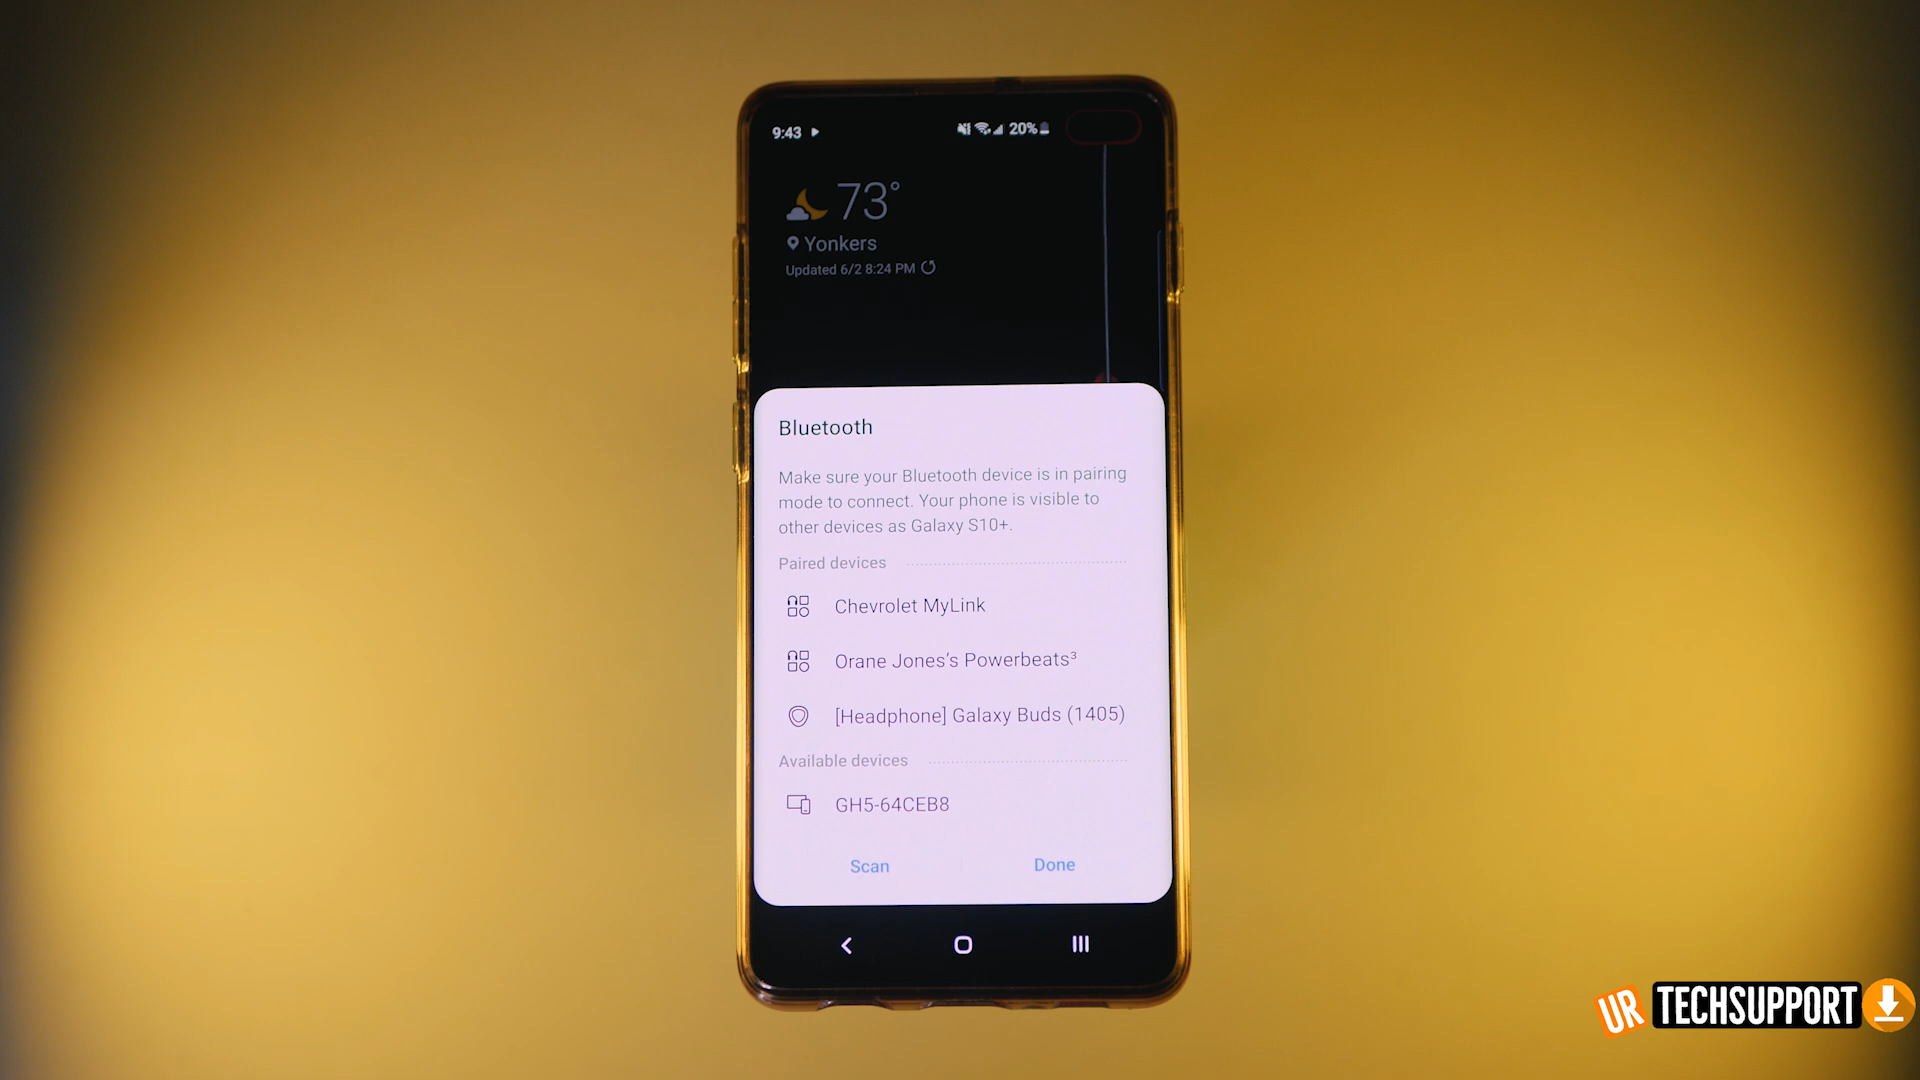 9:43
20%
73°
Yonkers
Updated 6/2 8:24 PM
Bluetooth
Make sure your Bluetooth device is in pairing
mode to connect. Your phone is visible to
other devices as Galaxy S10+.
Paired devices
Chevrolet MyLink
Orane Jones's Powerbeats³
[Headphone] Galaxy Buds (1405)
Available devices
GH5-64CEB8
Scan Done
UR TECHSUPPORT